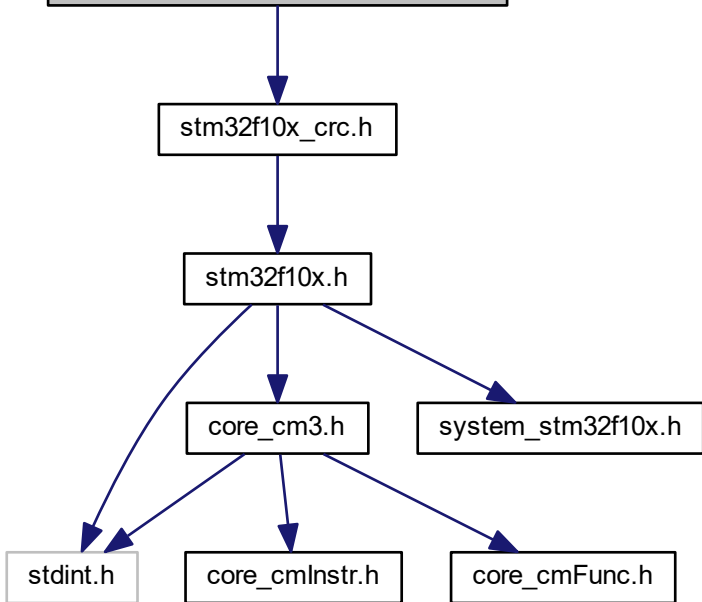 stm32f10x_crc.h
stm32f10x.h
core_cm3.h
system_stm32f10x.h
stdint.h
core_cmInstr.h
core_cmFunc.h